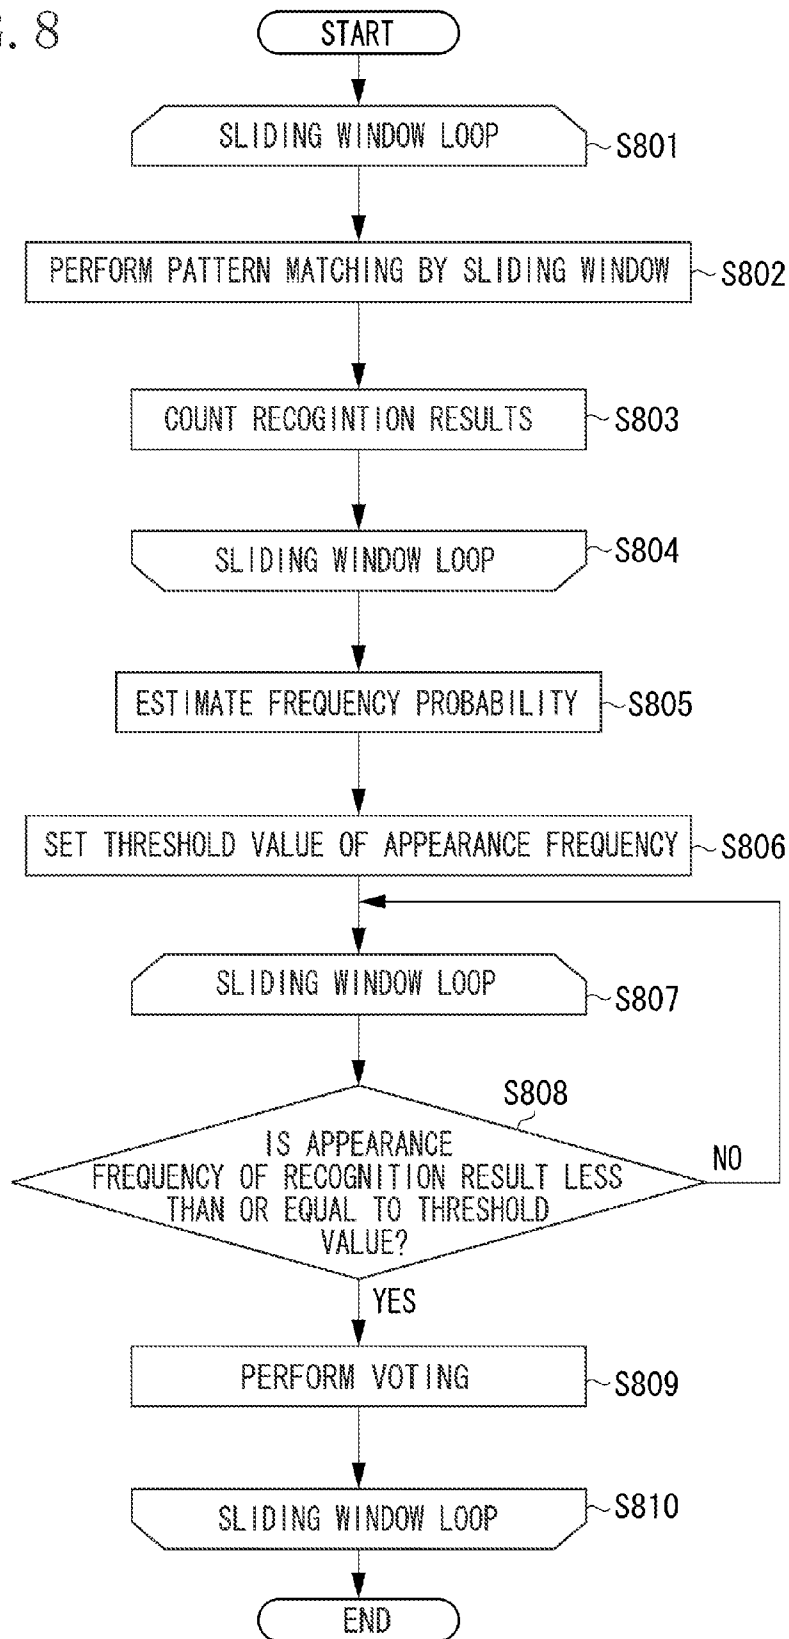 G. 8
START
SLIDING WINDOW LOOP
S801
PERFORM PATTERN MATCHING BY SLIDING WINDOW
S802
COUNT RECOGINTION RESULTS
S803
SLIDING WINDOW LOOP
S804
ESTIMATE FREQUENCY PROBABILITY
S805
SET THRESHOLD VALUE OF APPEARANCE FREQUENCY
S806
SLIDING WINDOW LOOP
S807
S808
IS APPEARANCE
FREQUENCY OF RECOGNITION RESULT LESS
THAN OR EQUAL TO THRESHOLD
VALUE?
NO
YES
PERFORM VOTING
S809
SLIDING WINDOW LOOP
S810
END